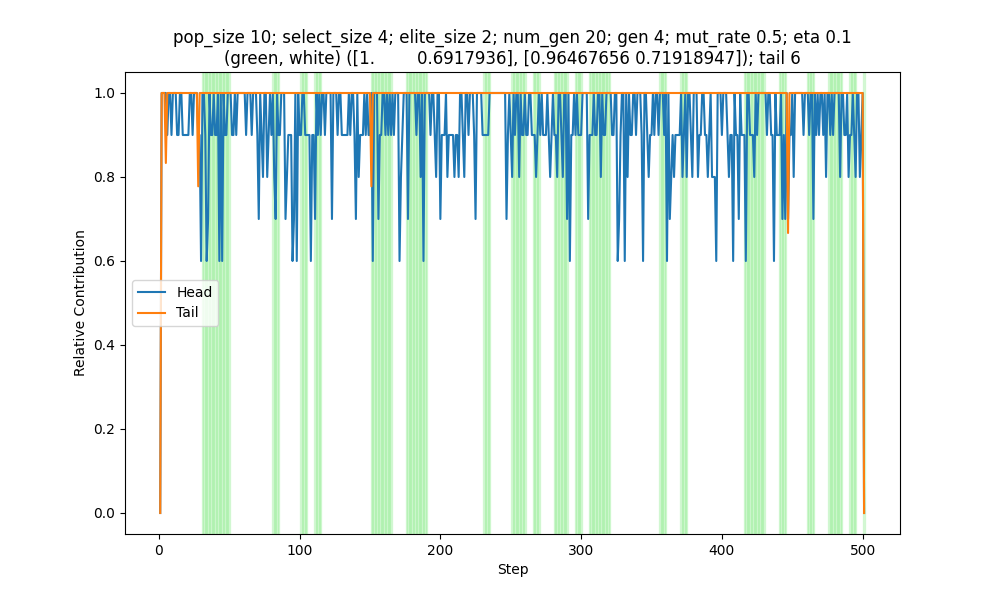 pop_size 10; select_size 4; elite_size 2; num_gen 20; gen 4; mut_rate 0.5; eta 0.1
(green, white) ([1.        0.6917936], [0.96467656 0.71918947]); tail 6
1.0
0.8
0.6
0.4
0.2
0.0
Relative Contribution
Head
Tail
0
100
200
300
400
500
Step